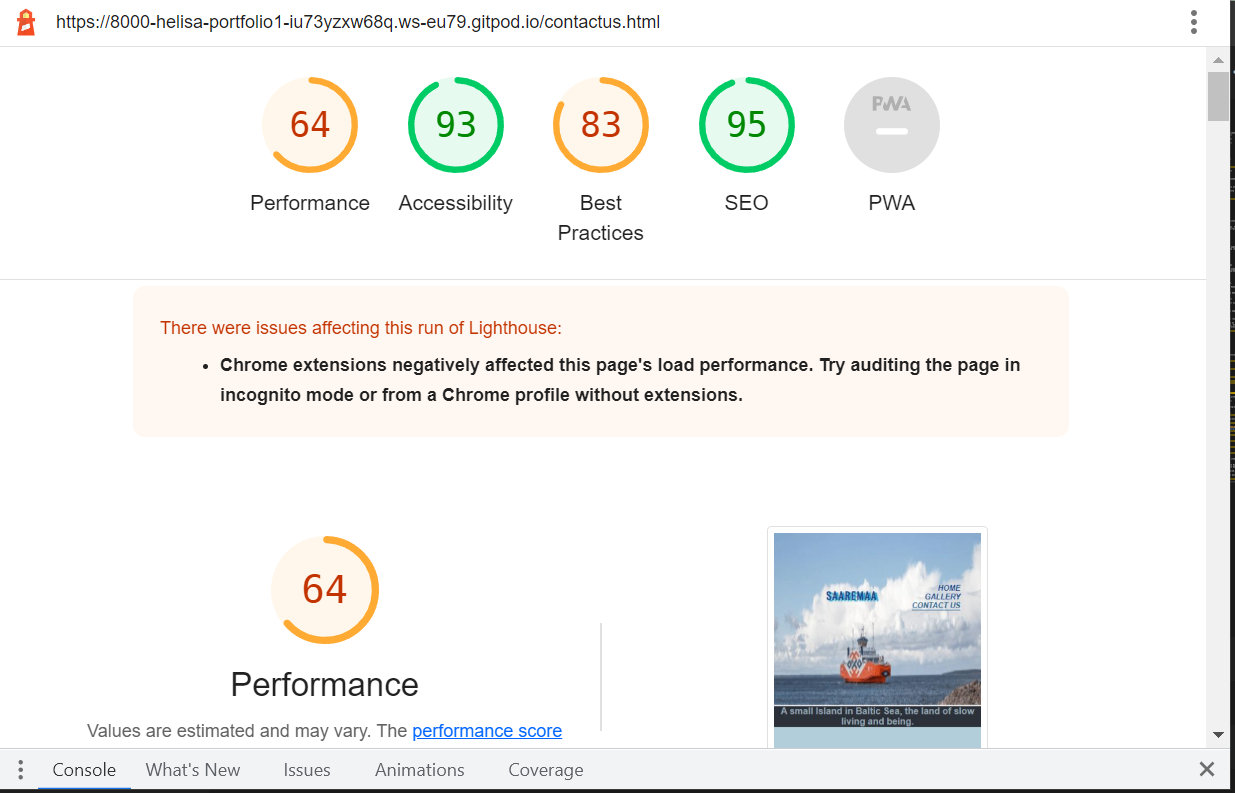 https://8000-helisa-portfolio1-iu73yzxw68q.ws-eu79.gitpod.io/contactus.html
64
93
83
95
PWA
Performance
Accessibility
Best
Practices
SEO
PWA
There were issues affecting this run of Lighthouse:
• Chrome extensions negatively affected this page's load performance. Try auditing the page in
incognito mode or from a Chrome profile without extensions.
64
Performance
Values are estimated and may vary. The performance score
SAAREMAA
HOME
GALLERY
CONTACT US
A small Island in Baltic Sea, the land of slow
living and being.
Console
What's New
Issues
Animations
Coverage